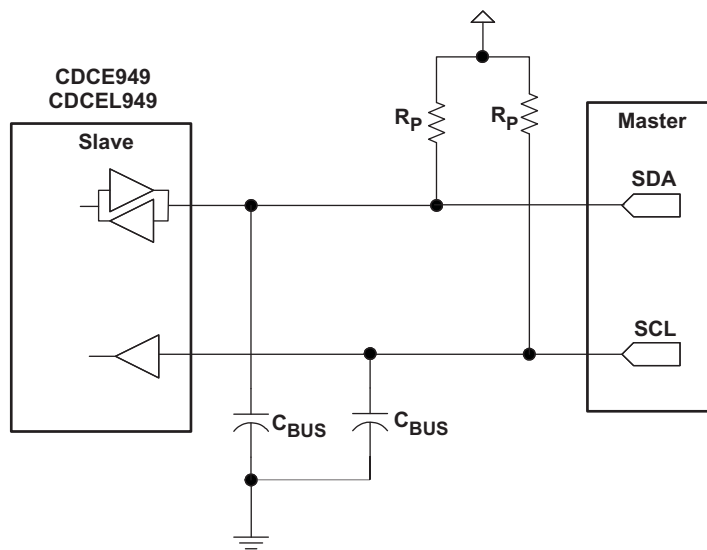 CDCE949
CDCEL949
Slave
R_P
R_P
Master
SDA
SCL
C_BUS
C_BUS